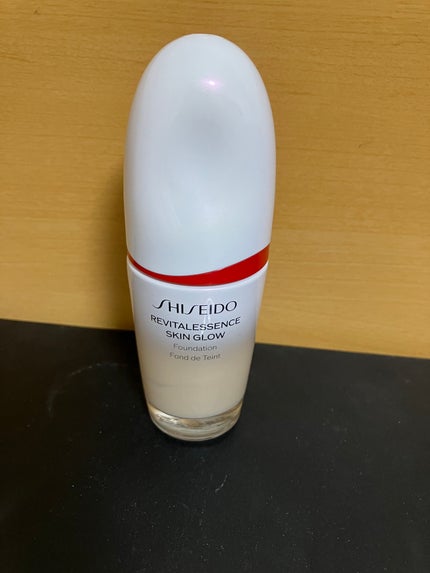 SHISEIDO
REVITALESSENCE
SKIN GLOW
Foundation
Fond de Teint